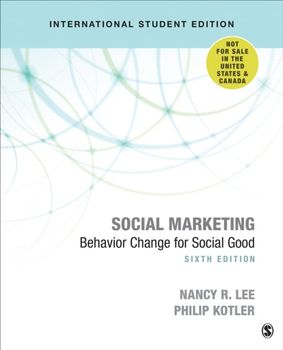 INTERNATIONAL STUDENT EDITION
NOT
FOR SALE
IN THE
UNITED
STATES &
CANADA
SOCIAL MARKETING
Behavior Change for Social Good
SIXTH EDITION
NANCY R. LEE
PHILIP KOTLER
SAGE